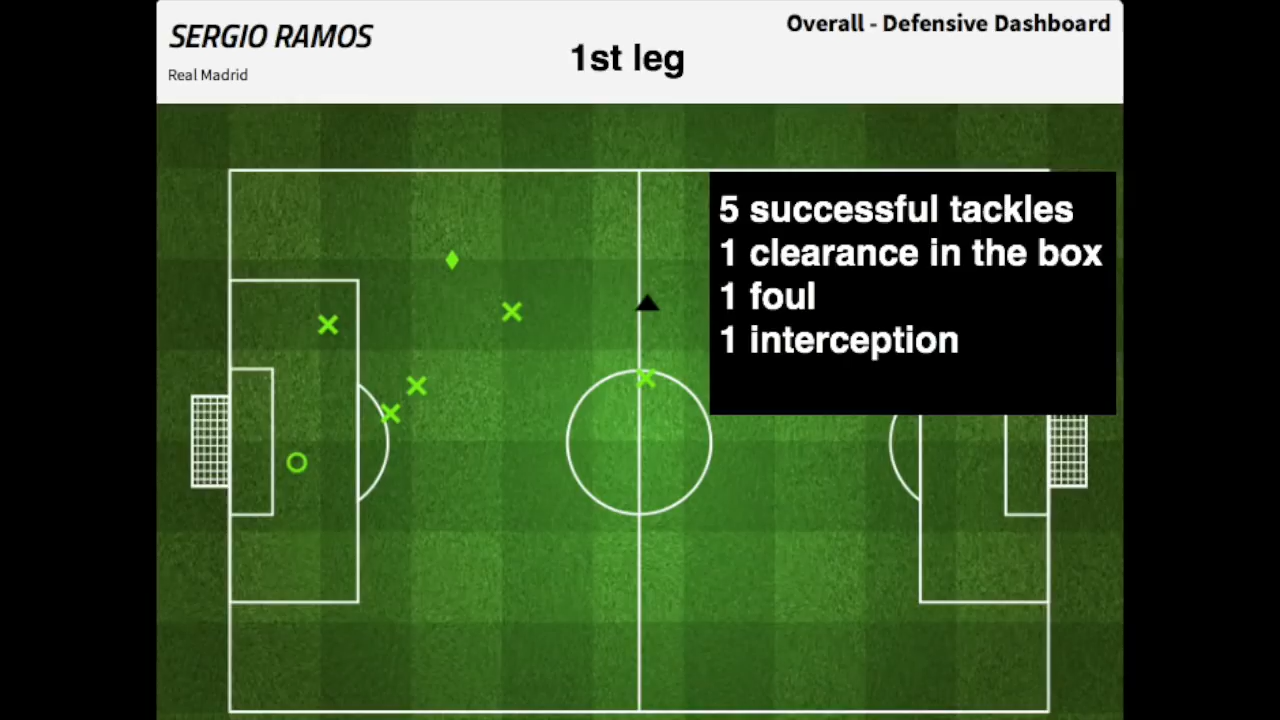 SERGIO RAMOS
Real Madrid
1st leg
Overall - Defensive Dashboard
5 successful tackles
1 clearance in the box
1 foul
1 interception